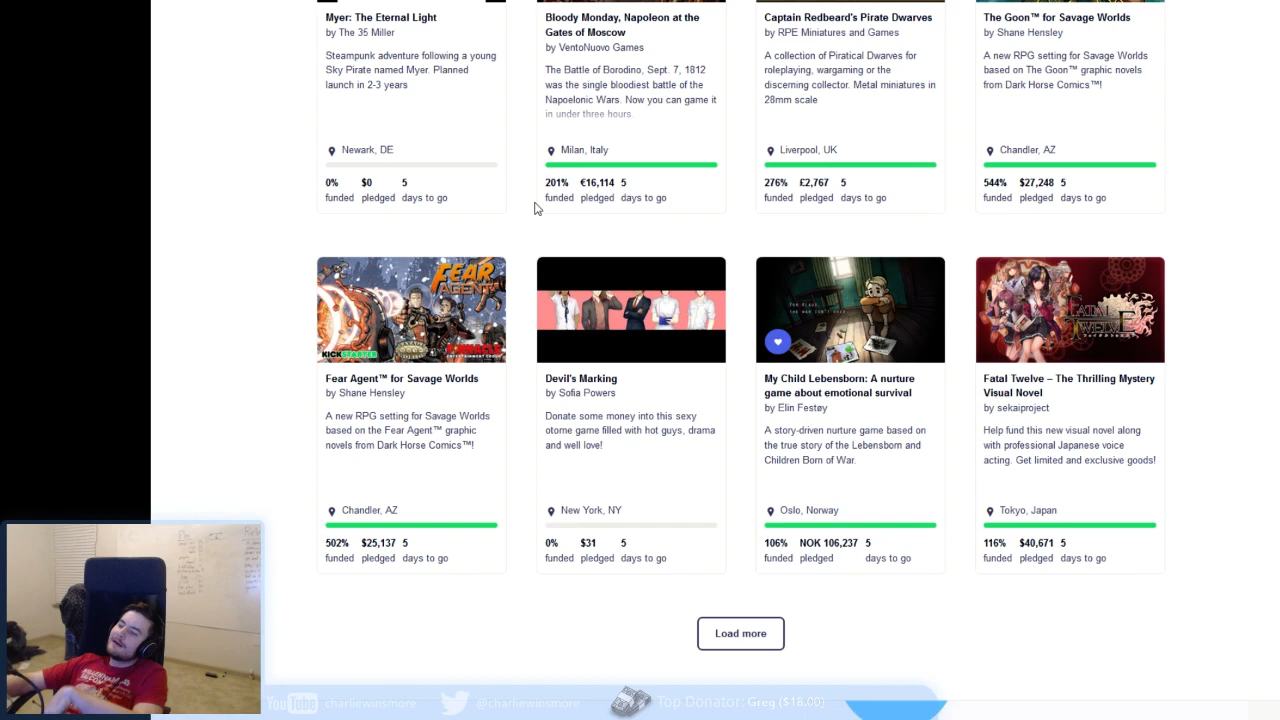 Myer: The Eternal Light
by The 35 Miller
Steampunk adventure following a young
Sky Pirate named Myer. Planned
launch in 2-3 years
Newark, DE
0% $0 5
funded pledged days to go
Bloody Monday, Napoleon at the
Gates of Moscow
by VentoNuovo Games
The Battle of Borodino, Sept. 7, 1812
was the single bloodiest battle of the
Napoelonic Wars. Now you can game it
in under three hours.
Milan, Italy
201% €16,114 5
funded pledged days to go
Captain Redbeard's Pirate Dwarves
by RPE Miniatures and Games
A collection of Piratical Dwarves for
roleplaying, wargaming or the
discerning collector. Metal miniatures in
28mm scale
Liverpool, UK
276% £2,767 5
funded pledged days to go
The Goon™ for Savage Worlds
by Shane Hensley
A new RPG setting for Savage Worlds
based on The Goon™ graphic novels
from Dark Horse Comics™!
Chandler, AZ
544% $27,248 5
funded pledged days to go
FEAR
AGENT
KICKSTARTER
PINNACLE
Fear Agent™ for Savage Worlds
by Shane Hensley
A new RPG setting for Savage Worlds
based on the Fear Agent™ graphic
novels from Dark Horse Comics™!
Chandler, AZ
502% $25,137 5
funded pledged days to go
Devil's Marking
by Sofia Powers
Donate some money into this sexy
otome game filled with hot guys, drama
and well love!
New York, NY
0% $31 5
funded pledged days to go
My Child Lebensborn: A nurture
game about emotional survival
by Elin Festøy
A story-driven nurture game based on
the true story of the Lebensborn and
Children Born of War.
Oslo, Norway
106% NOK 106,237 5
funded pledged days to go
FATAL
TWELVE
Fatal Twelve – The Thrilling Mystery
Visual Novel
by sekaiproject
Help fund this new visual novel along
with professional Japanese voice
acting. Get limited and exclusive goods!
Tokyo, Japan
116% $40,671 5
funded pledged days to go
Load more
YouTube charliewinsmore @charliewinsmore Top Donator: Greg ($18.00)